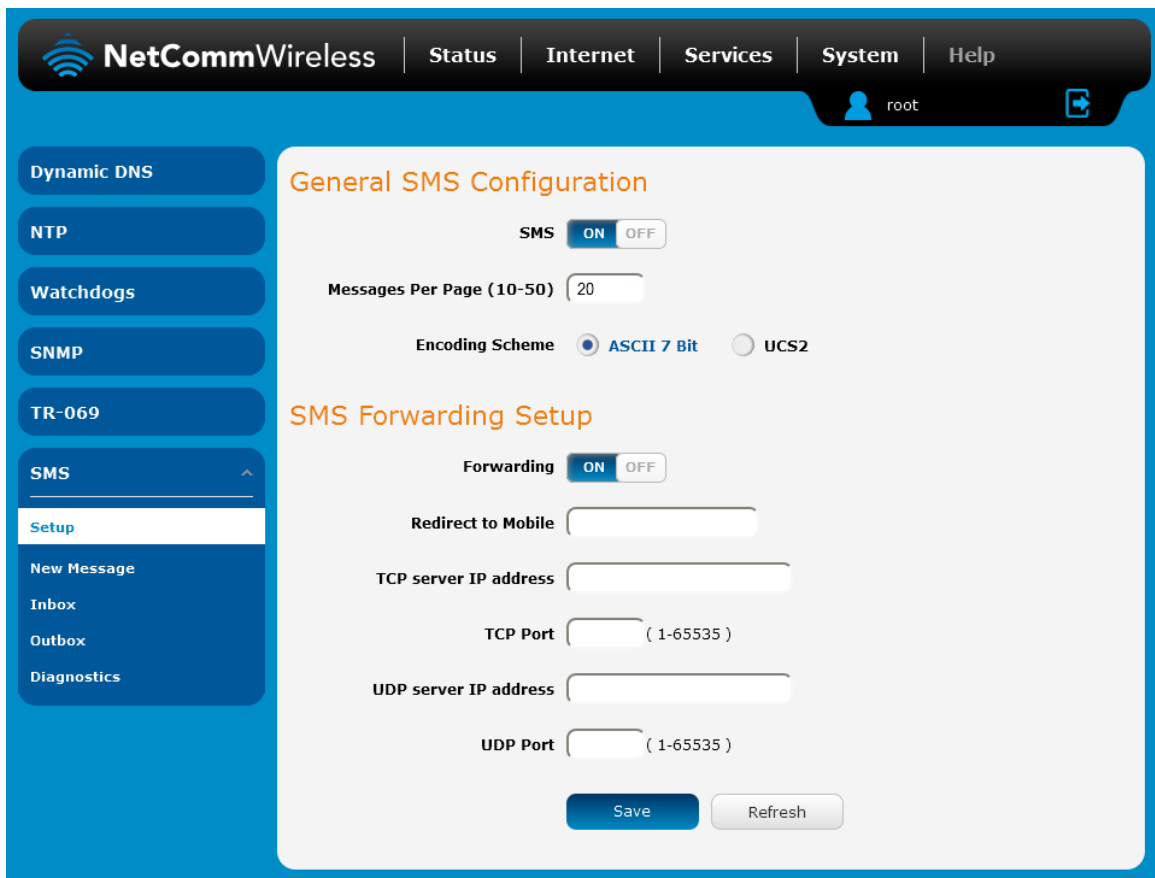 NetCommWireless Status Internet Services System Help
root
Dynamic DNS
NTP
Watchdogs
SNMP
TR-069
SMS
Setup
New Message
Inbox
Outbox
Diagnostics
General SMS Configuration
SMS ON OFF
Messages Per Page (10-50) 20
Encoding Scheme ASCII 7 Bit UCS2
SMS Forwarding Setup
Forwarding ON OFF
Redirect to Mobile
TCP server IP address
TCP Port ( 1-65535 )
UDP server IP address
UDP Port ( 1-65535 )
Save Refresh